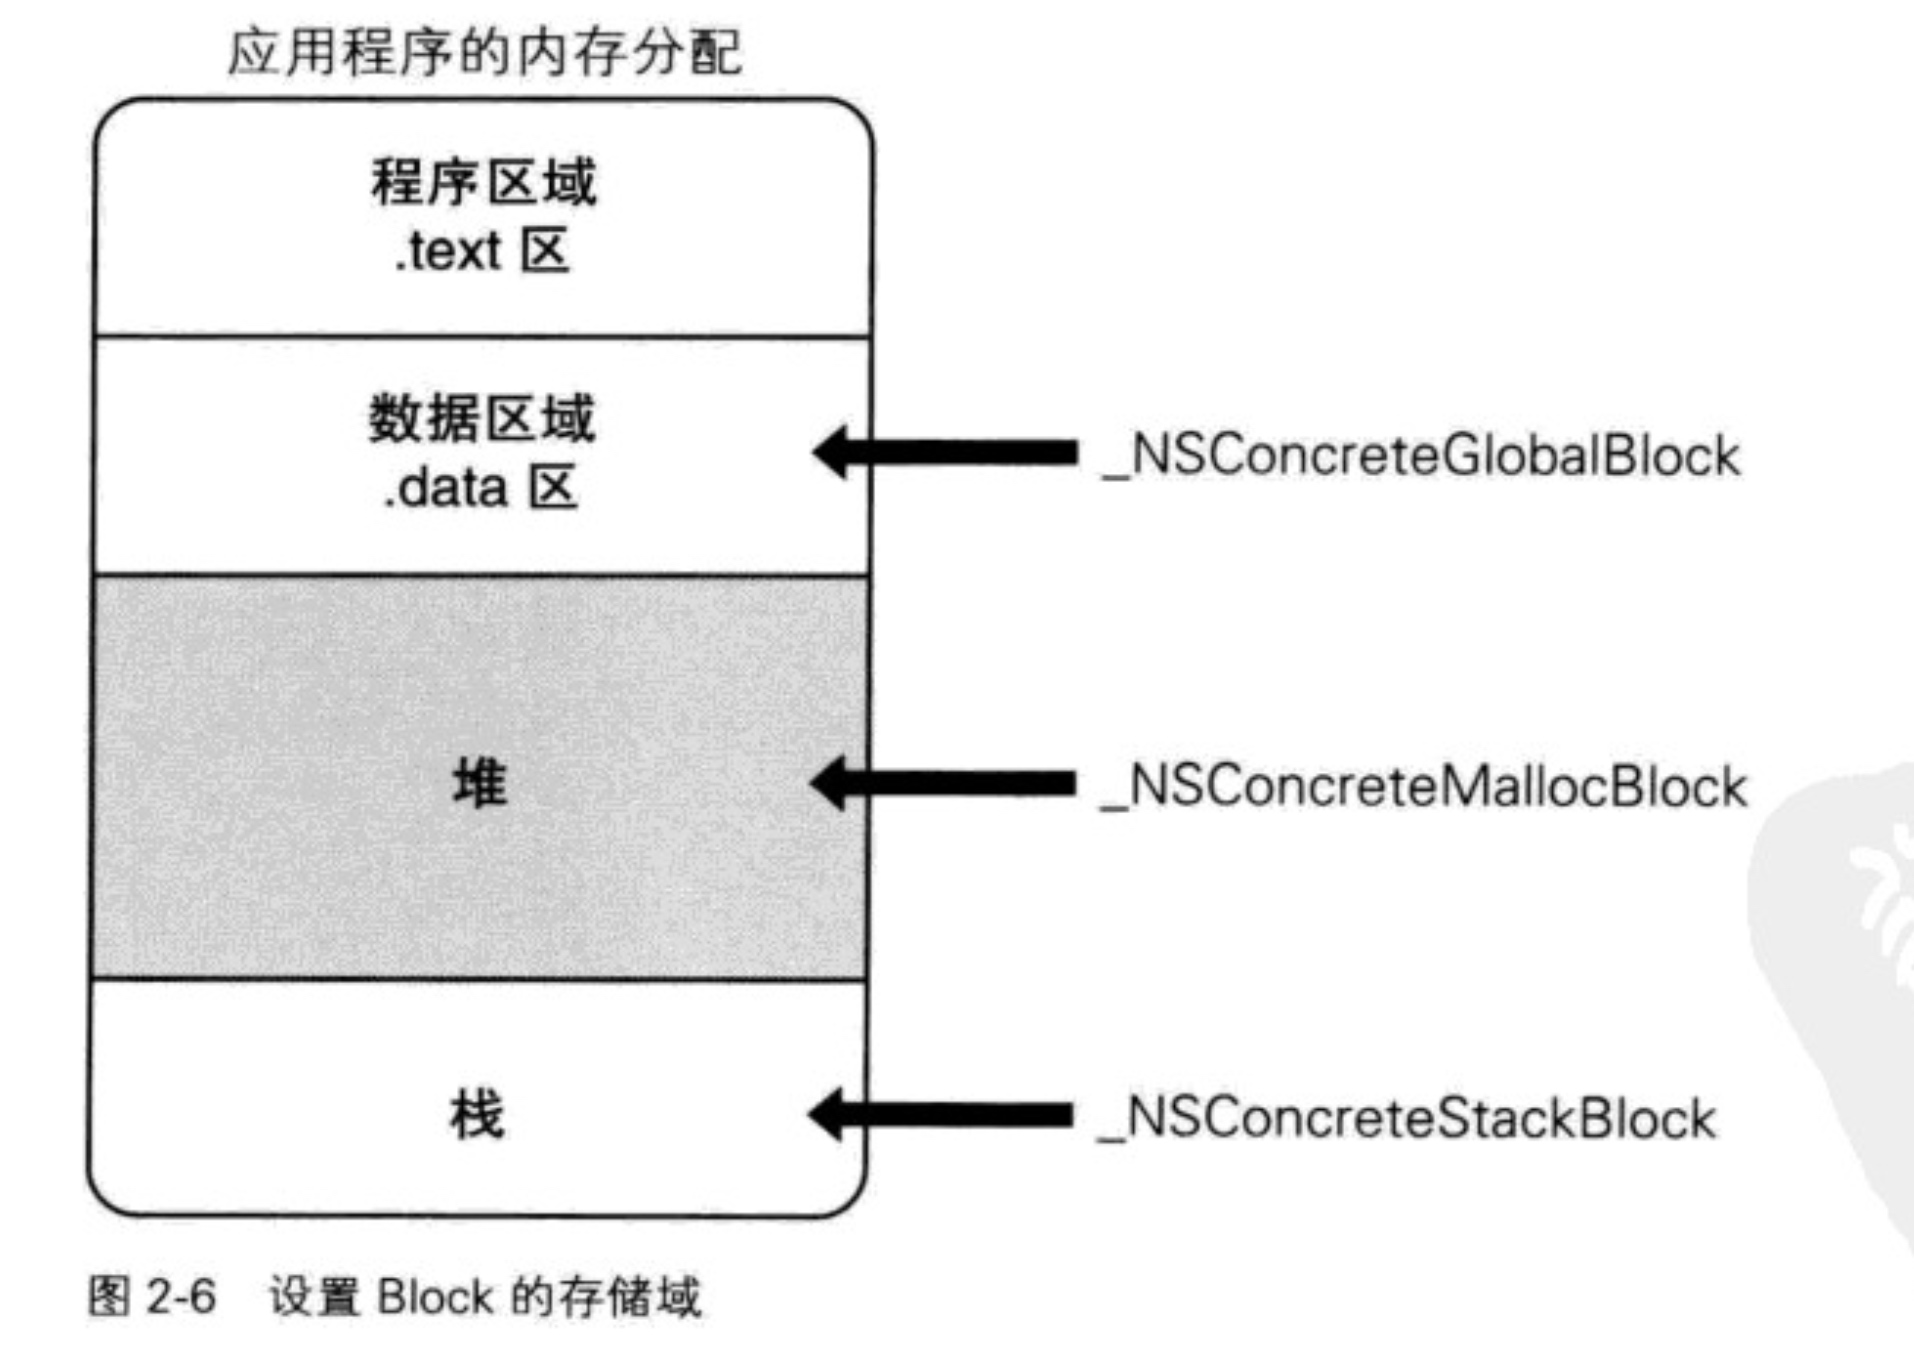 应用程序的内存分配
程序区域
.text 区
数据区域
.data 区
_NSConcreteGlobalBlock
堆
_NSConcreteMallocBlock
栈
_NSConcreteStackBlock
图 2-6 设置 Block 的存储域